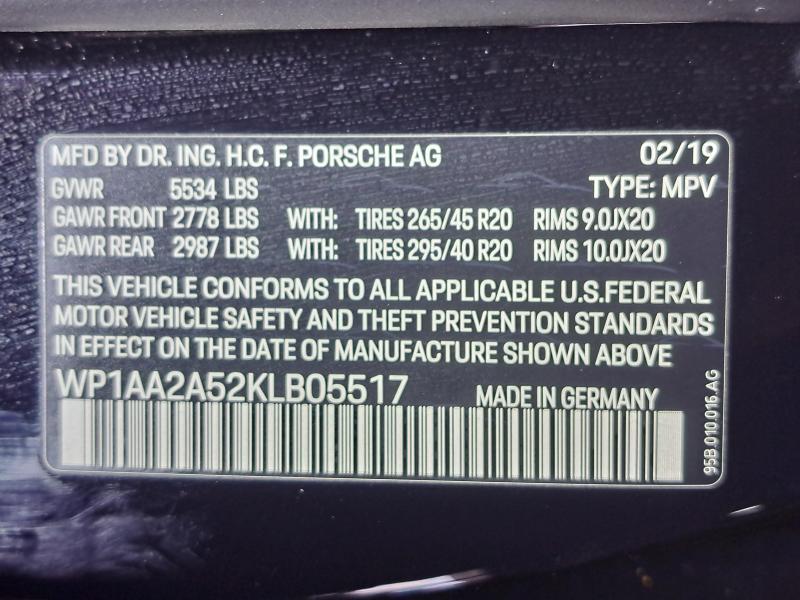 MFD BY DR. ING. H.C. F. PORSCHE AG 02/19
GVWR 5534 LBS TYPE: MPV
GAWR FRONT 2778 LBS WITH: TIRES 265/45 R20 RIMS 9.0JX20
GAWR REAR 2987 LBS WITH: TIRES 295/40 R20 RIMS 10.0JX20
THIS VEHICLE CONFORMS TO ALL APPLICABLE U.S.FEDERAL
MOTOR VEHICLE SAFETY AND THEFT PREVENTION STANDARDS
IN EFFECT ON THE DATE OF MANUFACTURE SHOWN ABOVE
WP1AA2A52KLB05517 MADE IN GERMANY
95B.010.016.AG